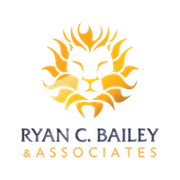 RYAN C. BAILEY
& ASSOCIATES